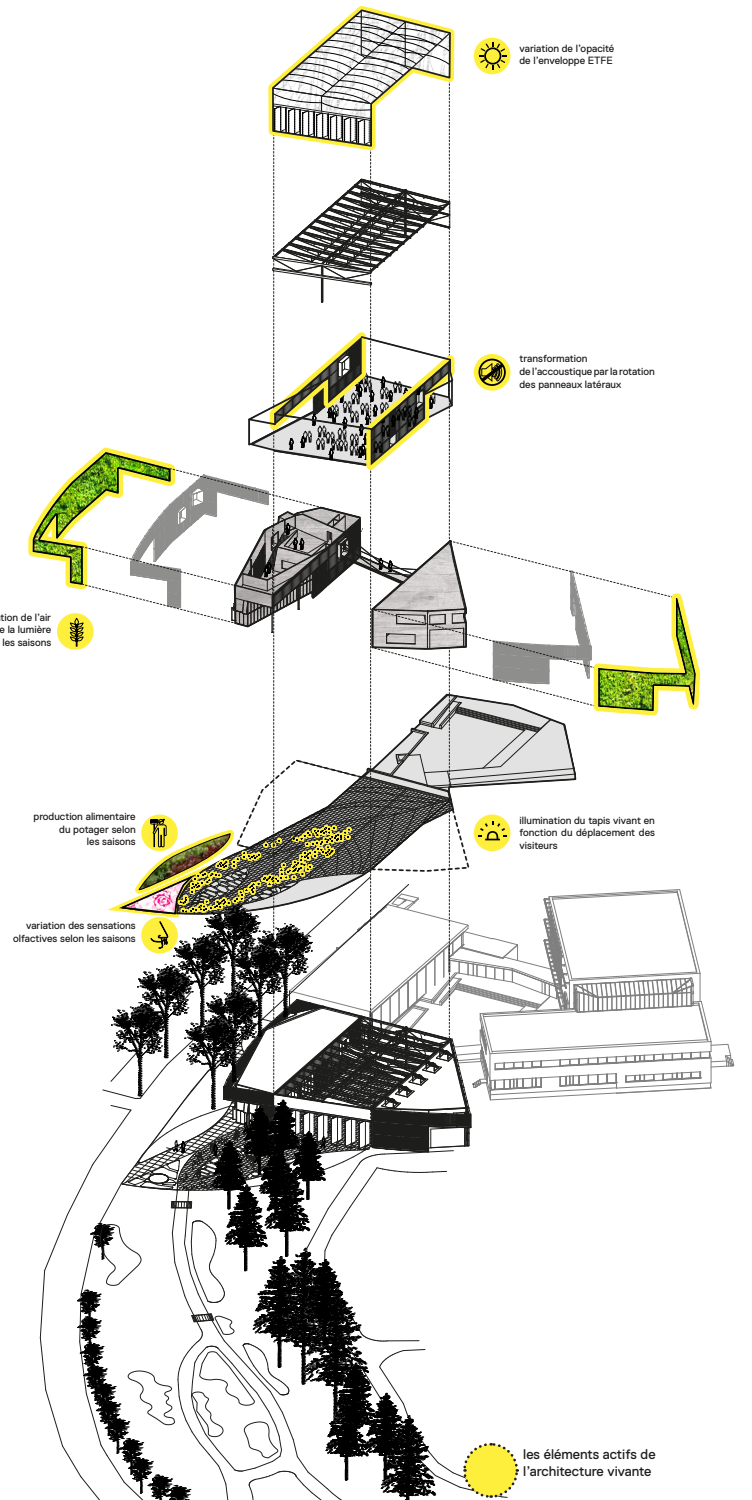 variation de l'opacité
de l'enveloppe ETFE
transformation
de l'accoustique par la rotation
des panneaux latéraux
tion de l'air
e la lumière
les saisons
production alimentaire
du potager selon
les saisons
illumination du tapis vivant en
fonction du déplacement des
visiteurs
variation des sensations
olfactives selon les saisons
les éléments actifs de
l'architecture vivante